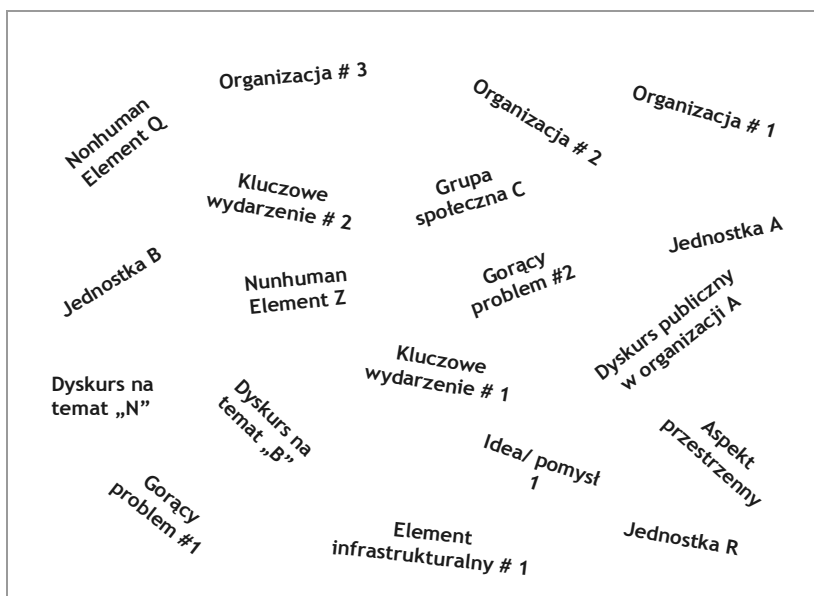 Organizacja # 3
Nonhuman
Element Q
Organizacja # 2
Organizacja # 1
Kluczowe
wydarzenie # 2
Grupa
społeczna C
Jednostka A
Jednostka B
Nunhuman
Element Z
Gorący
problem #2
Dyskurs publiczny
w organizacji A
Kluczowe
wydarzenie # 1
Dyskurs na
temat „N”
Dyskurs na
temat „B”
Idea/ pomysł
1
Aspekt
przestrzenny
Gorący
problem #1
Element
infrastrukturalny # 1
Jednostka R